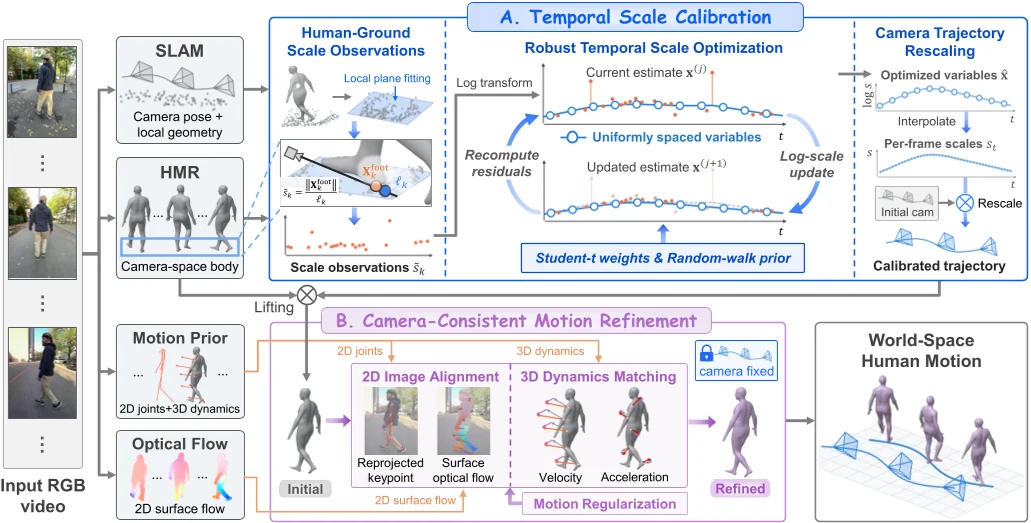 A. Temporal Scale Calibration
SLAM
Camera pose +
local geometry
HMR
...
...
Camera-space body
Human-Ground
Scale Observations
Local plane fitting
X_k^foot
ℓ_k
s̃_k = ‖X_k^foot‖ / ℓ_k
Scale observations s̃_k
Log transform
Robust Temporal Scale Optimization
Current estimate x^(j)
t
Uniformly spaced variables
Recompute
residuals
Log-scale
update
Updated estimate x^(j+1)
t
Student-t weights & Random-walk prior
Camera Trajectory
Rescaling
Optimized variables x̂
log s
t
Interpolate
Per-frame scales s_t
s
t
Initial cam
Rescale
Calibrated trajectory
Lifting
B. Camera-Consistent Motion Refinement
Motion Prior
...
...
2D joints+3D dynamics
Optical Flow
...
...
2D surface flow
2D joints
3D dynamics
camera fixed
2D Image Alignment
3D Dynamics Matching
Reprojected
keypoint
Surface
optical flow
Velocity
Acceleration
Initial
Refined
2D surface flow
Motion Regularization
World-Space
Human Motion
Input RGB
video